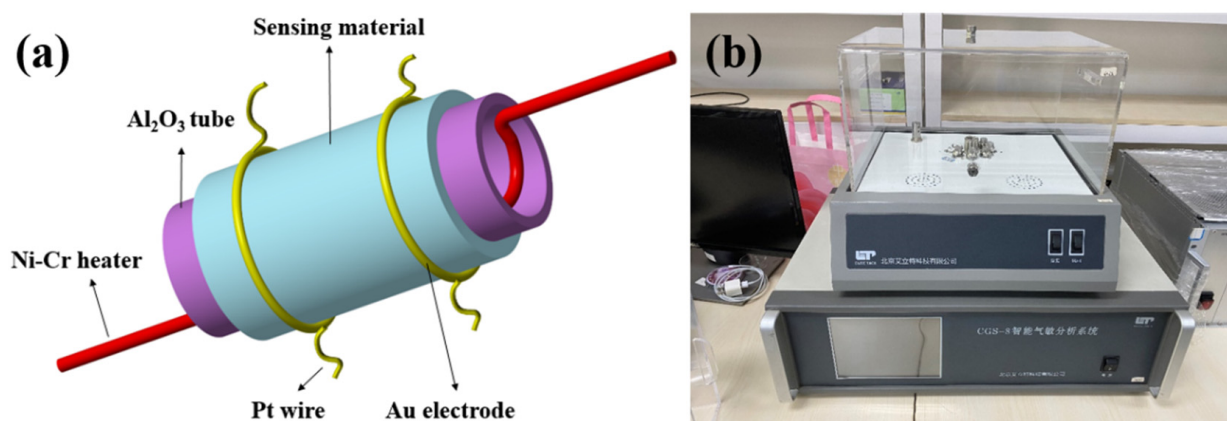 (a)
Sensing material
Al₂O₃ tube
Ni-Cr heater
Pt wire
Au electrode
(b)
北京艾立特科技有限公司
CGS-8智能气敏分析系统